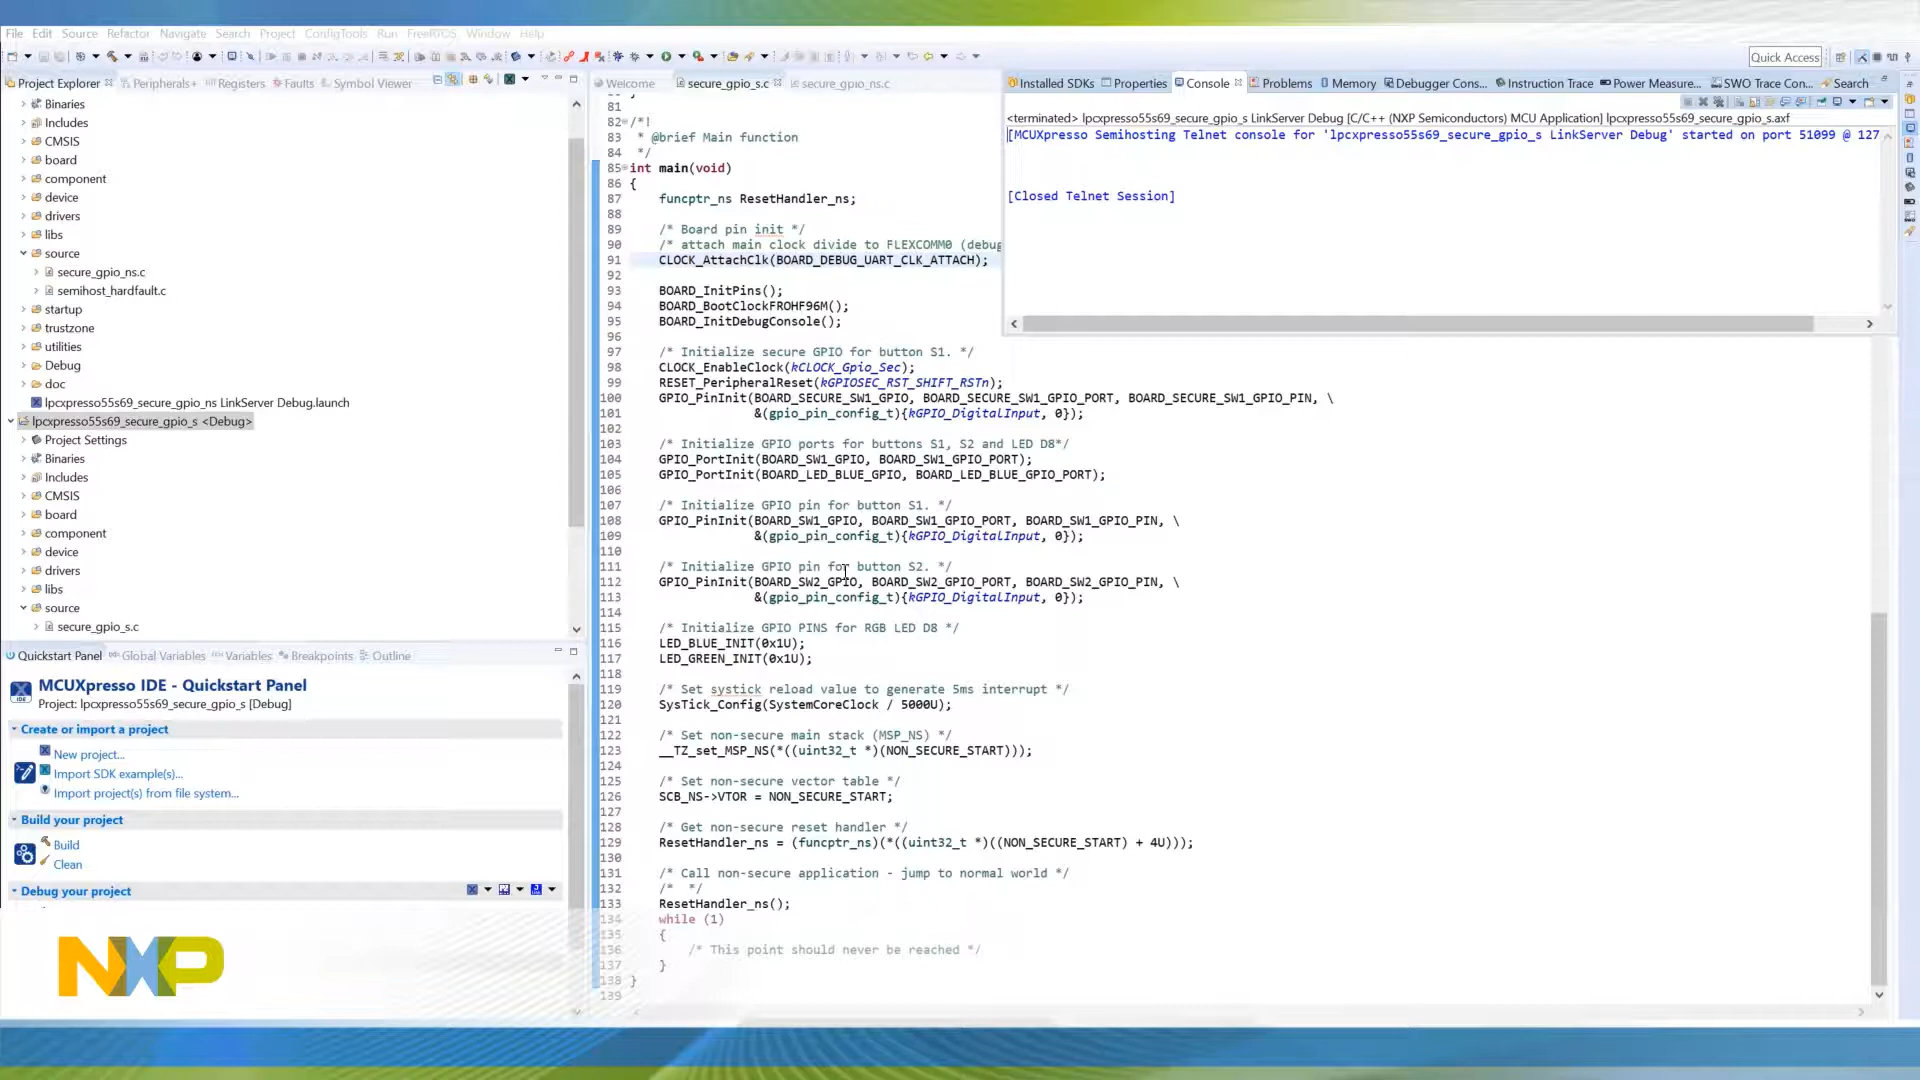 File Edit Source Refactor Navigate Search Project ConfigTools Run FreeRTOS Window Help
Quick Access
Project Explorer Peripherals+ Registers Faults Symbol Viewer
Binaries
Includes
CMSIS
board
component
device
drivers
libs
source
secure_gpio_ns.c
semihost_hardfault.c
startup
trustzone
utilities
Debug
doc
lpcxpresso55s69_secure_gpio_ns LinkServer Debug.launch
lpcxpresso55s69_secure_gpio_s <Debug>
Project Settings
Binaries
Includes
CMSIS
board
component
device
drivers
libs
source
secure_gpio_s.c
Quickstart Panel Global Variables Variables Breakpoints Outline
MCUXpresso IDE - Quickstart Panel
Project: lpcxpresso55s69_secure_gpio_s [Debug]
Create or import a project
New project...
Import SDK example(s)...
Import project(s) from file system...
Build your project
Build
Clean
Debug your project
NXP
Welcome secure_gpio_s.c secure_gpio_ns.c
81
82 /*!
83 * @brief Main function
84 */
85 int main(void)
86 {
87 funcptr_ns ResetHandler_ns;
88
89 /* Board pin init */
90 /* attach main clock divide to FLEXCOMM0 (debug
91 CLOCK_AttachClk(BOARD_DEBUG_UART_CLK_ATTACH);
92
93 BOARD_InitPins();
94 BOARD_BootClockFROHF96M();
95 BOARD_InitDebugConsole();
96
97 /* Initialize secure GPIO for button S1. */
98 CLOCK_EnableClock(kCLOCK_Gpio_Sec);
99 RESET_PeripheralReset(kGPIOSEC_RST_SHIFT_RSTn);
100 GPIO_PinInit(BOARD_SECURE_SW1_GPIO, BOARD_SECURE_SW1_GPIO_PORT, BOARD_SECURE_SW1_GPIO_PIN, \
101 &(gpio_pin_config_t){kGPIO_DigitalInput, 0});
102
103 /* Initialize GPIO ports for buttons S1, S2 and LED D8*/
104 GPIO_PortInit(BOARD_SW1_GPIO, BOARD_SW1_GPIO_PORT);
105 GPIO_PortInit(BOARD_LED_BLUE_GPIO, BOARD_LED_BLUE_GPIO_PORT);
106
107 /* Initialize GPIO pin for button S1. */
108 GPIO_PinInit(BOARD_SW1_GPIO, BOARD_SW1_GPIO_PORT, BOARD_SW1_GPIO_PIN, \
109 &(gpio_pin_config_t){kGPIO_DigitalInput, 0});
110
111 /* Initialize GPIO pin for button S2. */
112 GPIO_PinInit(BOARD_SW2_GPIO, BOARD_SW2_GPIO_PORT, BOARD_SW2_GPIO_PIN, \
113 &(gpio_pin_config_t){kGPIO_DigitalInput, 0});
114
115 /* Initialize GPIO PINS for RGB LED D8 */
116 LED_BLUE_INIT(0x1U);
117 LED_GREEN_INIT(0x1U);
118
119 /* Set systick reload value to generate 5ms interrupt */
120 SysTick_Config(SystemCoreClock / 5000U);
121
122 /* Set non-secure main stack (MSP_NS) */
123 __TZ_set_MSP_NS(*((uint32_t *)(NON_SECURE_START)));
124
125 /* Set non-secure vector table */
126 SCB_NS->VTOR = NON_SECURE_START;
127
128 /* Get non-secure reset handler */
129 ResetHandler_ns = (funcptr_ns)(*((uint32_t *)((NON_SECURE_START) + 4U)));
130
131 /* Call non-secure application - jump to normal world */
132 /* */
133 ResetHandler_ns();
134 while (1)
135 {
136 /* This point should never be reached */
137 }
138 }
139
Installed SDKs Properties Console Problems Memory Debugger Cons... Instruction Trace Power Measure... SWO Trace Con... Search
<terminated> lpcxpresso55s69_secure_gpio_s LinkServer Debug [C/C++ (NXP Semiconductors) MCU Application] lpcxpresso55s69_secure_gpio_s.axf
[MCUXpresso Semihosting Telnet console for 'lpcxpresso55s69_secure_gpio_s LinkServer Debug' started on port 51099 @ 127
[Closed Telnet Session]